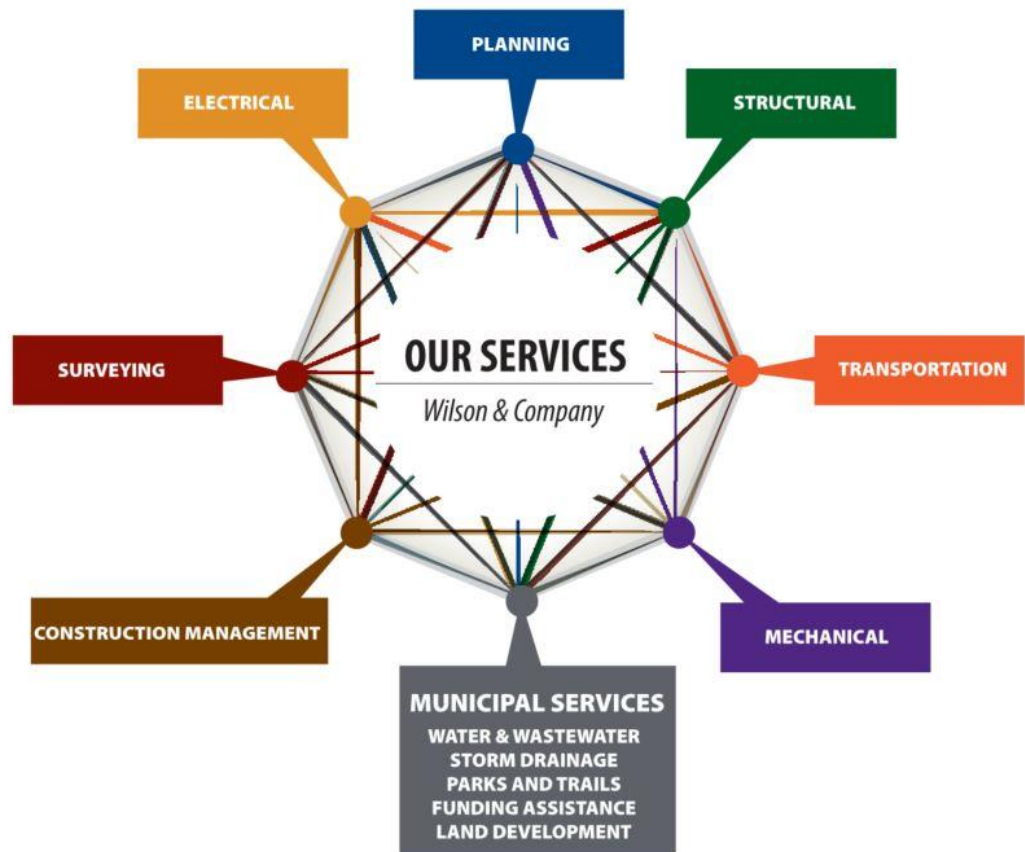 PLANNING
ELECTRICAL
STRUCTURAL
OUR SERVICES
Wilson & Company
SURVEYING
TRANSPORTATION
CONSTRUCTION MANAGEMENT
MECHANICAL
MUNICIPAL SERVICES
WATER & WASTEWATER
STORM DRAINAGE
PARKS AND TRAILS
FUNDING ASSISTANCE
LAND DEVELOPMENT